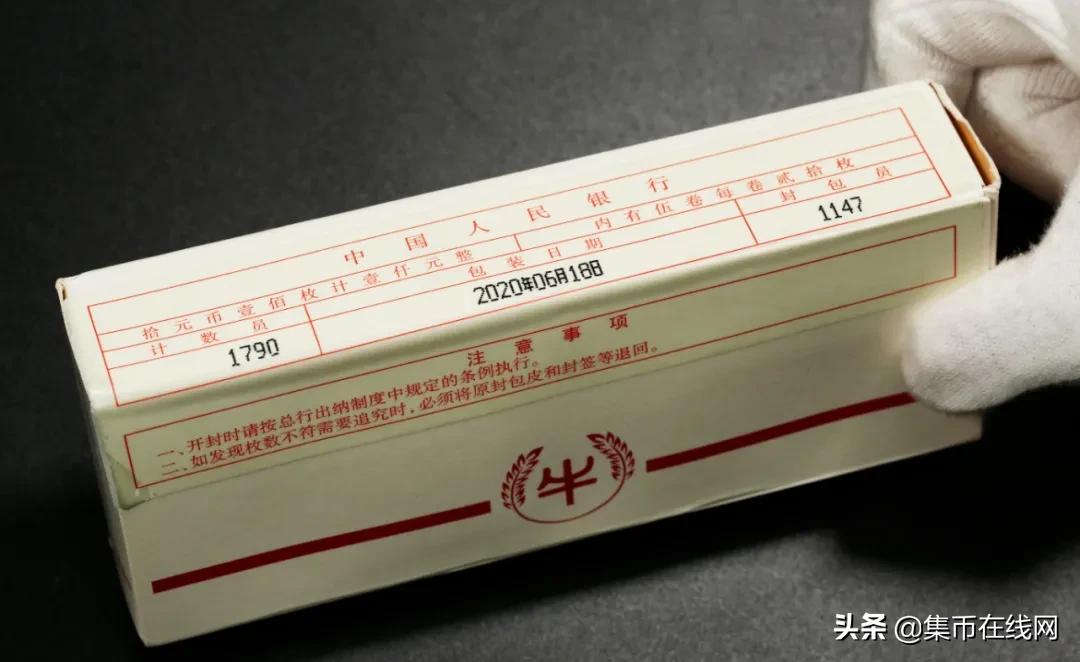 中国人民银行
拾元币壹佰枚计壹仟元整 内有伍卷每卷贰拾枚
计数员 包装日期 封包员
1790 2020年06月18日 1147
注意事项
一、开封时请按总行出纳制度中规定的条例执行。
二、如发现枚数不符需要追究时，必须将原封包皮和封签等退回。
牛
头条 @集币在线网